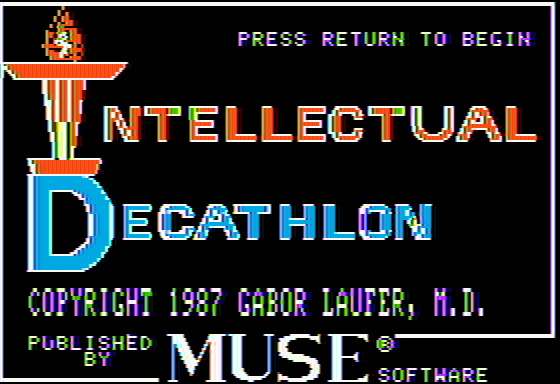 PRESS RETURN TO BEGIN
INTELLECTUAL
DECATHLON
COPYRIGHT 1987 GABOR LAUFER, M.D.
PUBLISHED BY MUSE® SOFTWARE